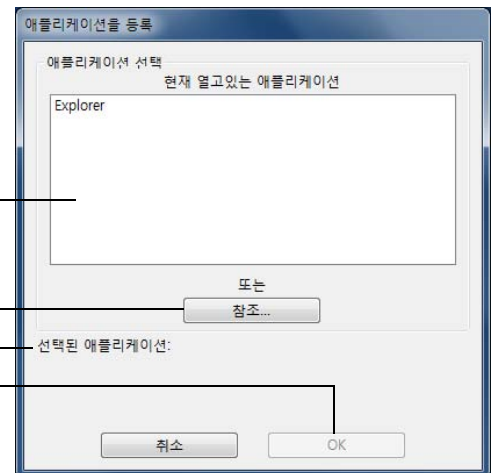 애플리케이션을 등록
애플리케이션 선택
현재 열고있는 애플리케이션
Explorer
또는
참조...
선택된 애플리케이션:
취소
OK